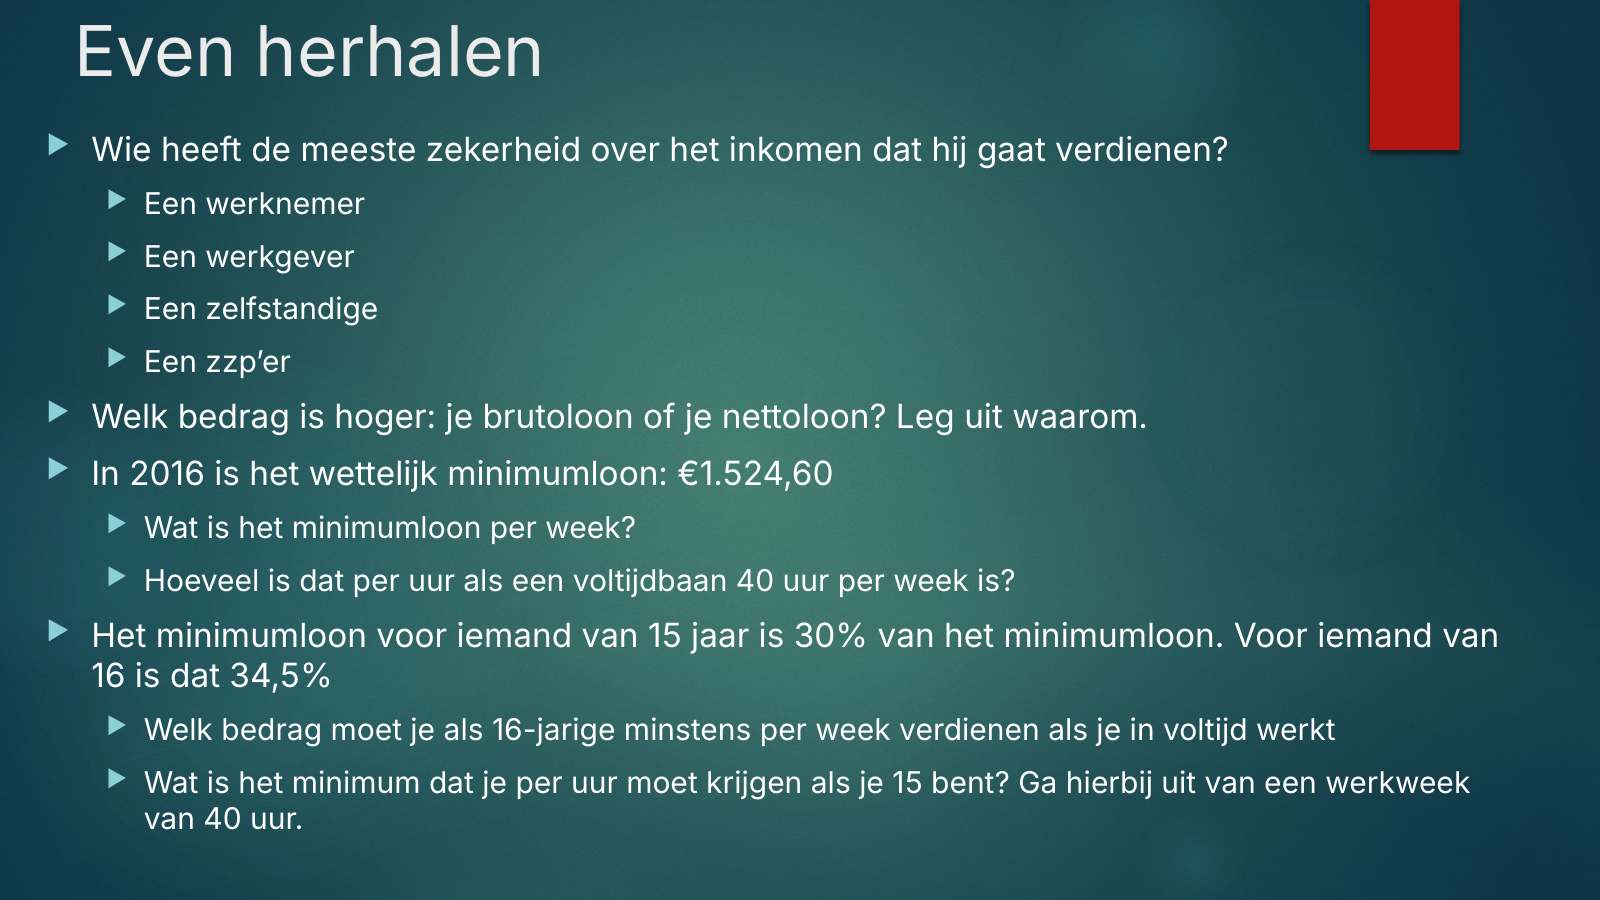 Even herhalen
Wie heeft de meeste zekerheid over het inkomen dat hij gaat verdienen?
Een werknemer
Een werkgever
Een zelfstandige
Een zzp’er
Welk bedrag is hoger: je brutoloon of je nettoloon? Leg uit waarom.
In 2016 is het wettelijk minimumloon: €1.524,60
Wat is het minimumloon per week?
Hoeveel is dat per uur als een voltijdbaan 40 uur per week is?
Het minimumloon voor iemand van 15 jaar is 30% van het minimumloon. Voor iemand van
16 is dat 34,5%
Welk bedrag moet je als 16-jarige minstens per week verdienen als je in voltijd werkt
Wat is het minimum dat je per uur moet krijgen als je 15 bent? Ga hierbij uit van een werkweek
van 40 uur.